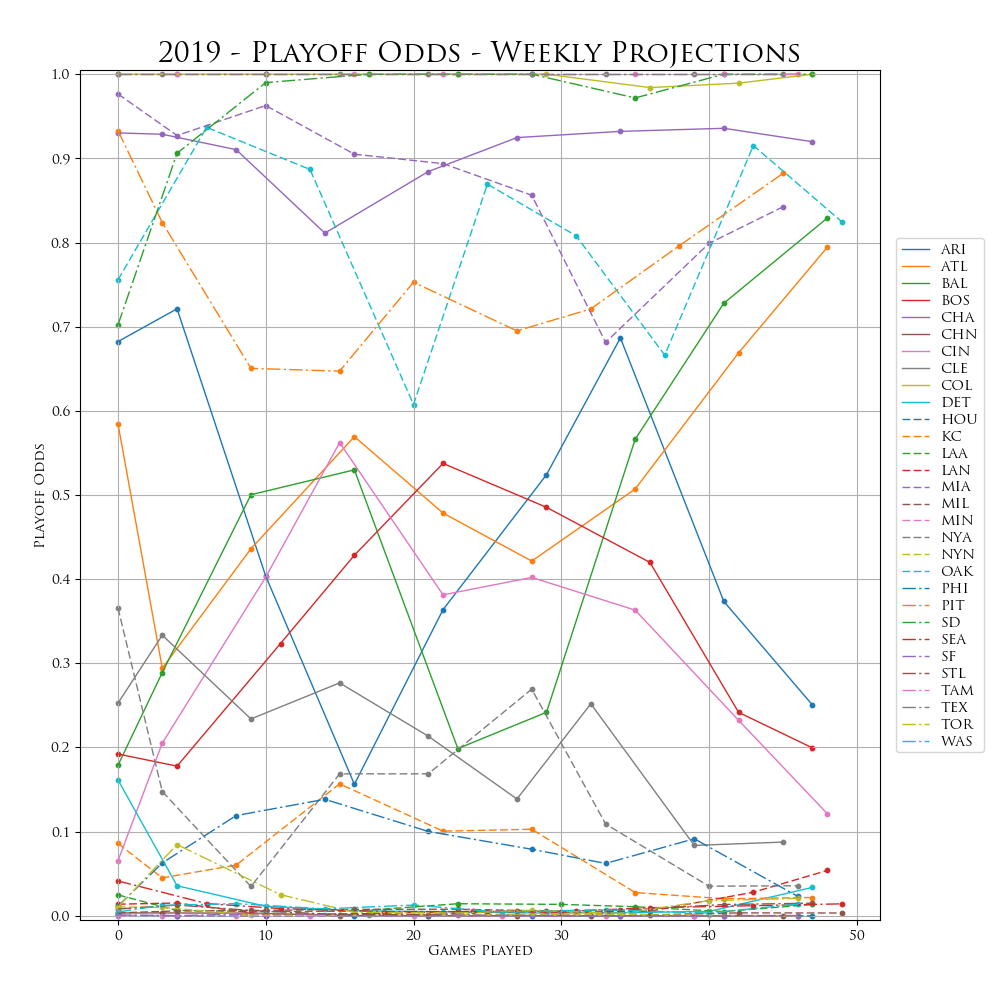 2019 - Playoff Odds - Weekly Projections
1.0
0.9
0.8
0.7
0.6
0.5
0.4
0.3
0.2
0.1
0.0
Playoff Odds
0 10 20 30 40 50
Games Played
ARI
ATL
BAL
BOS
CHA
CHN
CIN
CLE
COL
DET
HOU
KC
LAA
LAN
MIA
MIL
MIN
NYA
NYN
OAK
PHI
PIT
SD
SEA
SF
STL
TAM
TEX
TOR
WAS